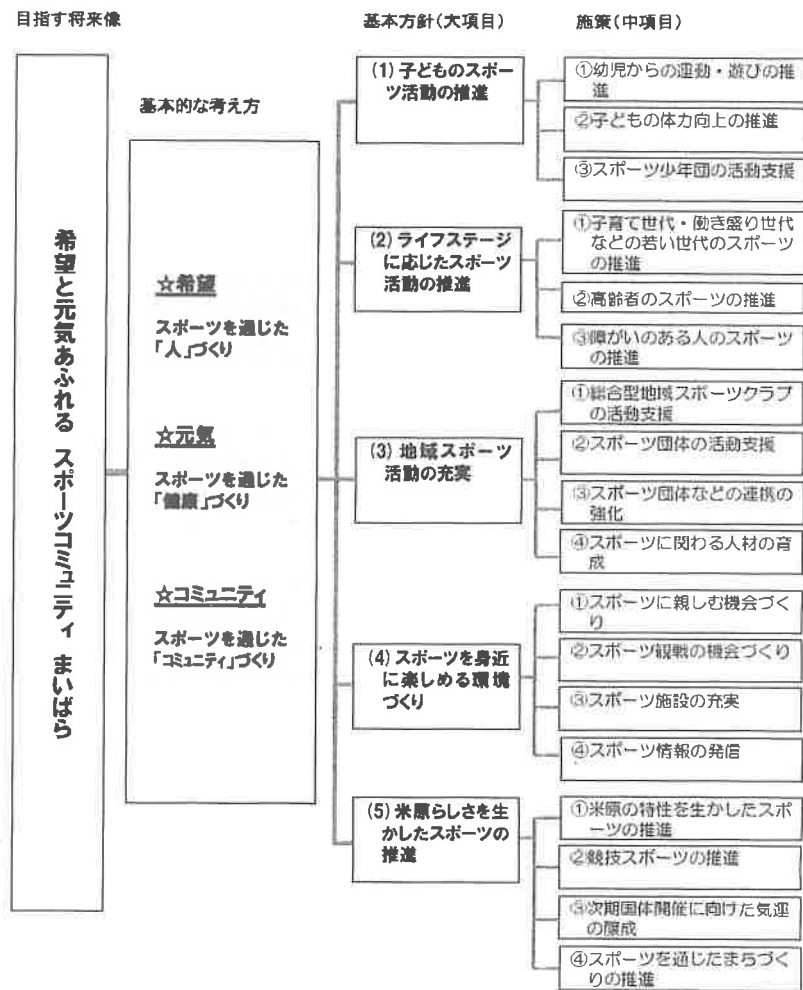 目指す将来像
希望と元気あふれる スポーツコミュニティ まいばら
基本的な考え方
☆希望
スポーツを通じた
「人」づくり
☆元気
スポーツを通じた
「健康」づくり
☆コミュニティ
スポーツを通じた
「コミュニティ」づくり
基本方針(大項目)
施策(中項目)
(1) 子どものスポー
ツ活動の推進
①幼児からの運動・遊びの推
進
②子どもの体力向上の推進
③スポーツ少年団の活動支援
(2) ライフステージ
に応じたスポーツ
活動の推進
①子育て世代・働き盛り世代
などの若い世代のスポーツ
の推進
②高齢者のスポーツの推進
③障がいのある人のスポーツ
の推進
(3) 地域スポーツ
活動の充実
①総合型地域スポーツクラブ
の活動支援
②スポーツ団体の活動支援
③スポーツ団体などの連携の
強化
④スポーツに関わる人材の育
成
(4) スポーツを身近
に楽しめる環境
づくり
①スポーツに親しむ機会づく
り
②スポーツ観戦の機会づくり
③スポーツ施設の充実
④スポーツ情報の発信
(5) 米原らしさを生
かしたスポーツの
推進
①米原の特性を生かしたスポ
ーツの推進
②競技スポーツの推進
③次期国体開催に向けた気運
の醸成
④スポーツを通じたまちづく
りの推進